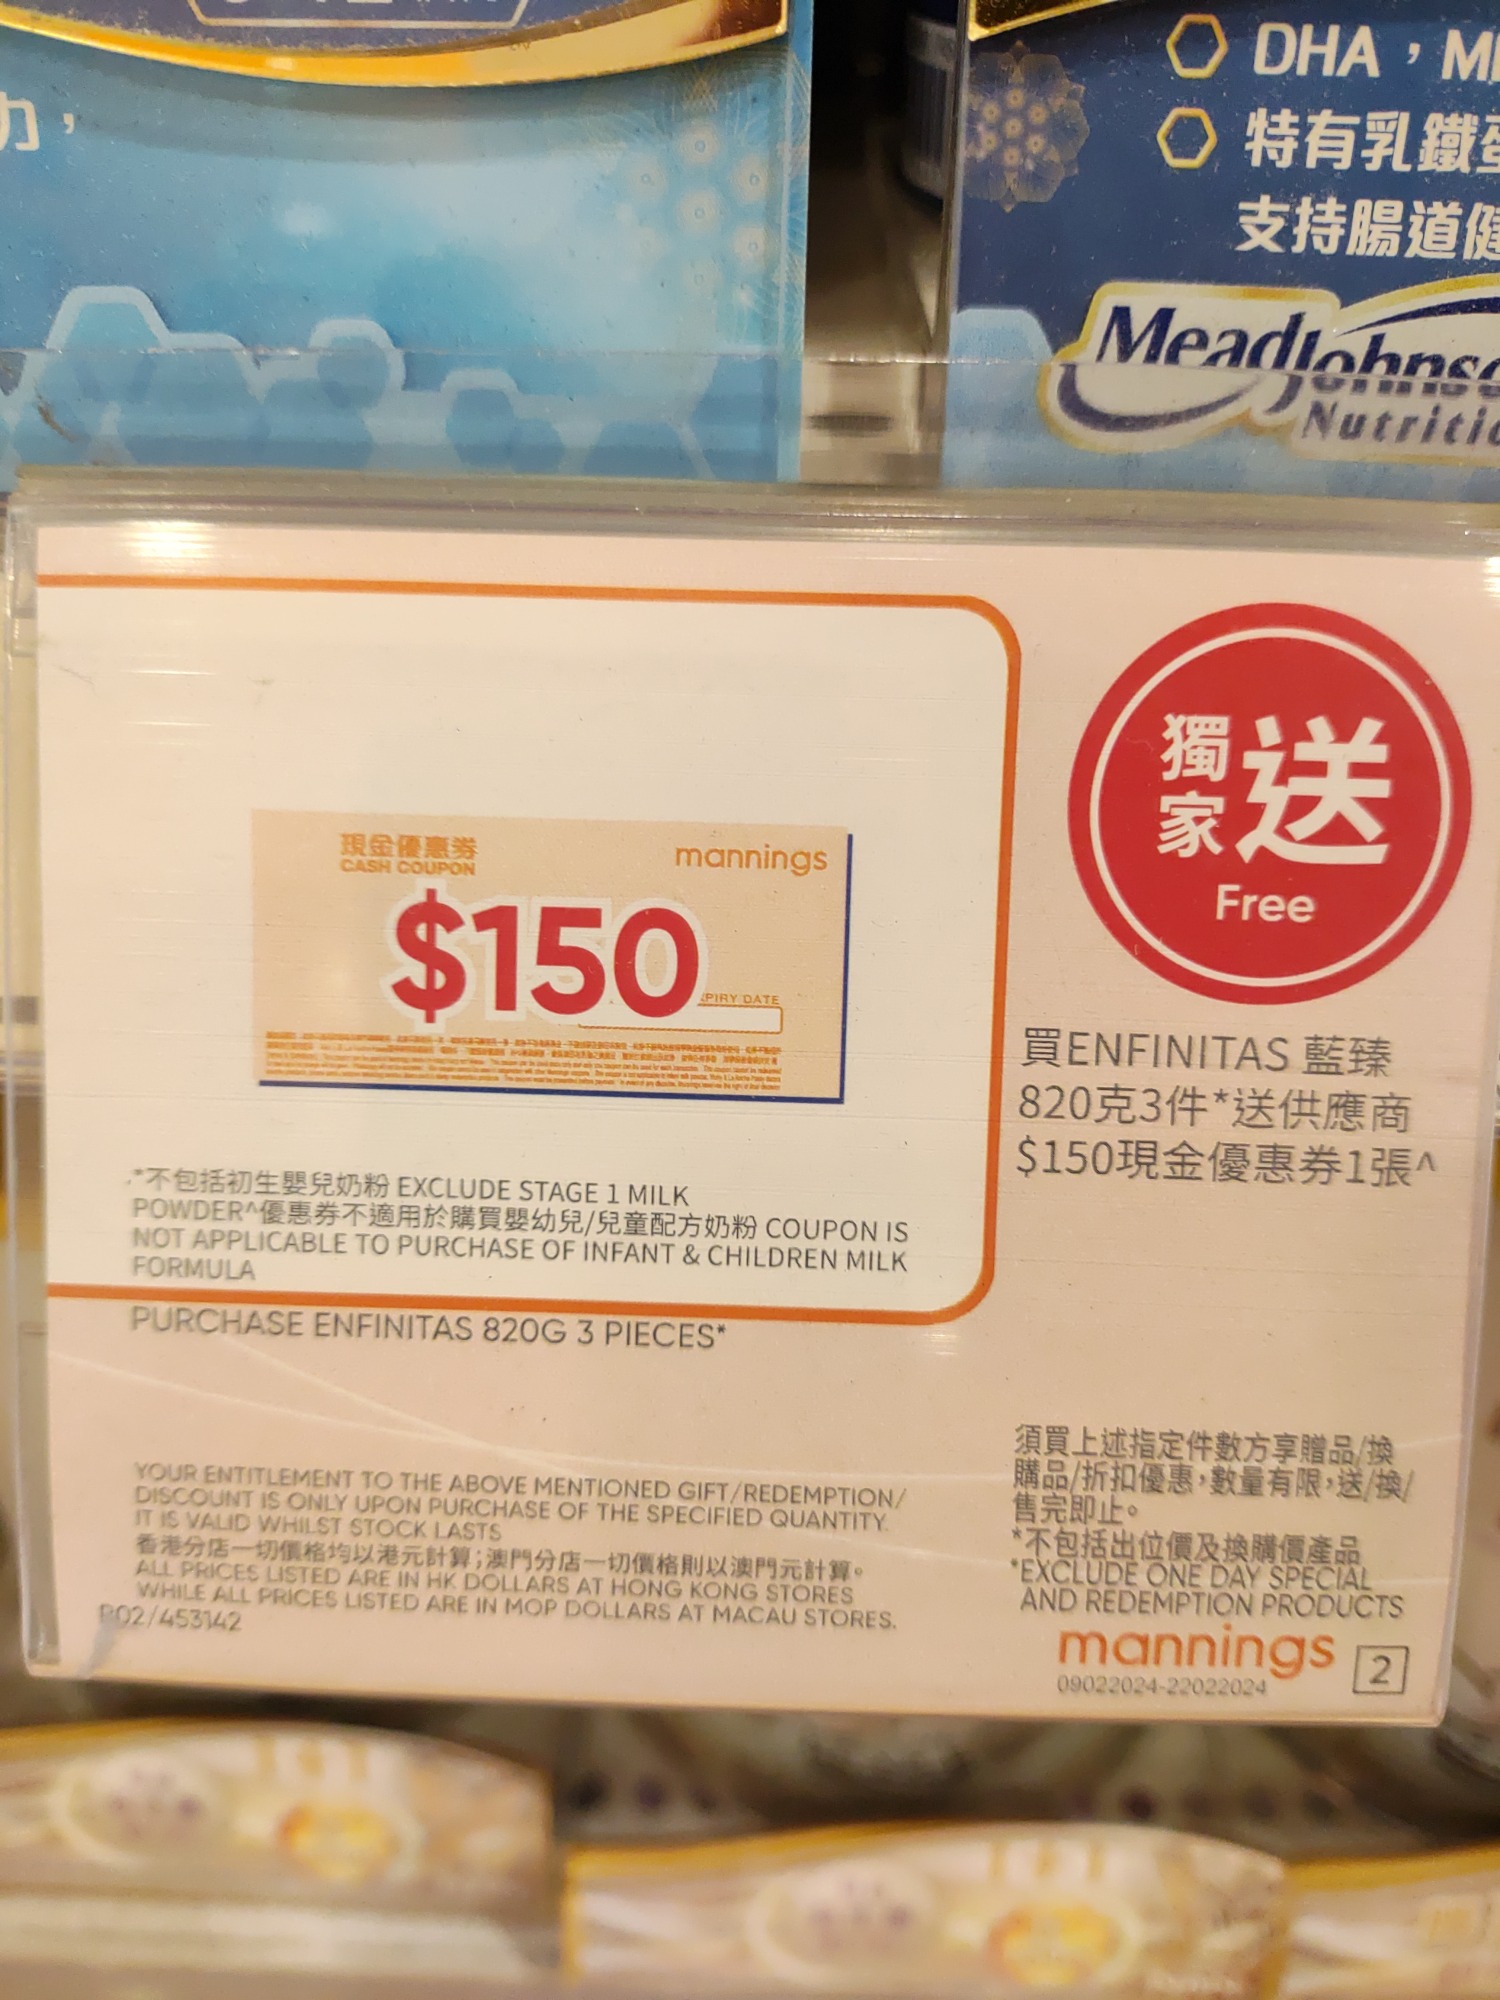 DHA，M
特有乳鐵蛋
支持腸道健
力，
MeadJohnso
Nutritio
獨家送
Free
現金優惠券
CASH COUPON
mannings
$150
PIRY DATE
買ENFINITAS 藍臻
820克3件*送供應商
$150現金優惠券1張^
*不包括初生嬰兒奶粉 EXCLUDE STAGE 1 MILK
POWDER^優惠券不適用於購買嬰幼兒/兒童配方奶粉 COUPON IS
NOT APPLICABLE TO PURCHASE OF INFANT & CHILDREN MILK
FORMULA
PURCHASE ENFINITAS 820G 3 PIECES*
YOUR ENTITLEMENT TO THE ABOVE MENTIONED GIFT/REDEMPTION/
DISCOUNT IS ONLY UPON PURCHASE OF THE SPECIFIED QUANTITY.
IT IS VALID WHILST STOCK LASTS
香港分店一切價格均以港元計算；澳門分店一切價格則以澳門元計算。
ALL PRICES LISTED ARE IN HK DOLLARS AT HONG KONG STORES
WHILE ALL PRICES LISTED ARE IN MOP DOLLARS AT MACAU STORES.
P02/453142
須買上述指定件數方享贈品/換
購品/折扣優惠，數量有限，送/換/
售完即止。
*不包括出位價及換購價產品
*EXCLUDE ONE DAY SPECIAL
AND REDEMPTION PRODUCTS
mannings
09022024-22022024
2